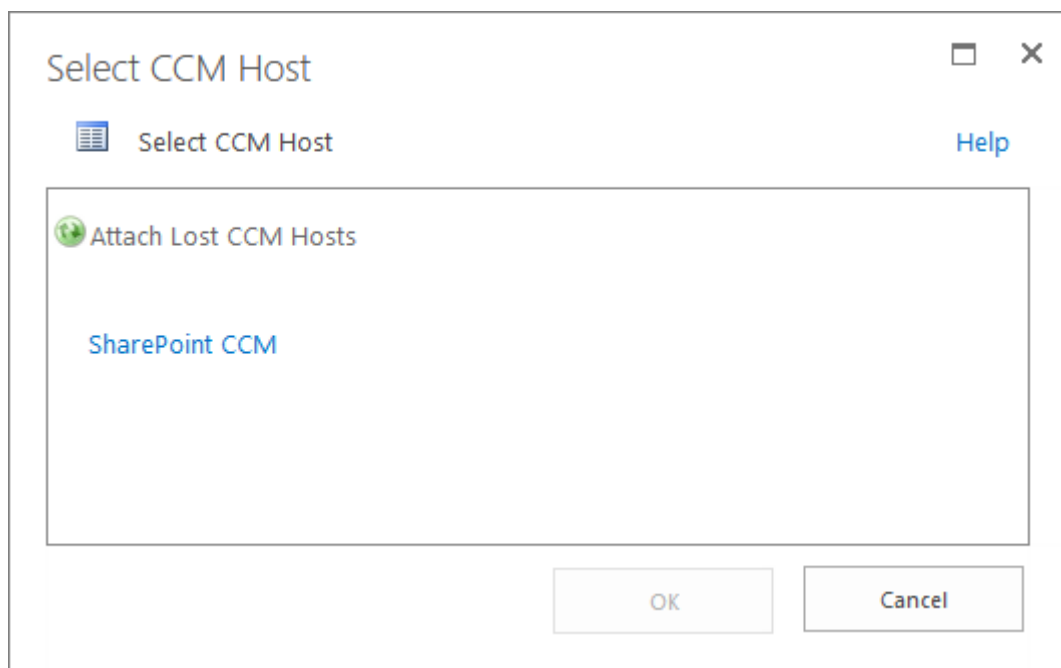 Select CCM Host
Select CCM Host Help
Attach Lost CCM Hosts
SharePoint CCM
OK Cancel